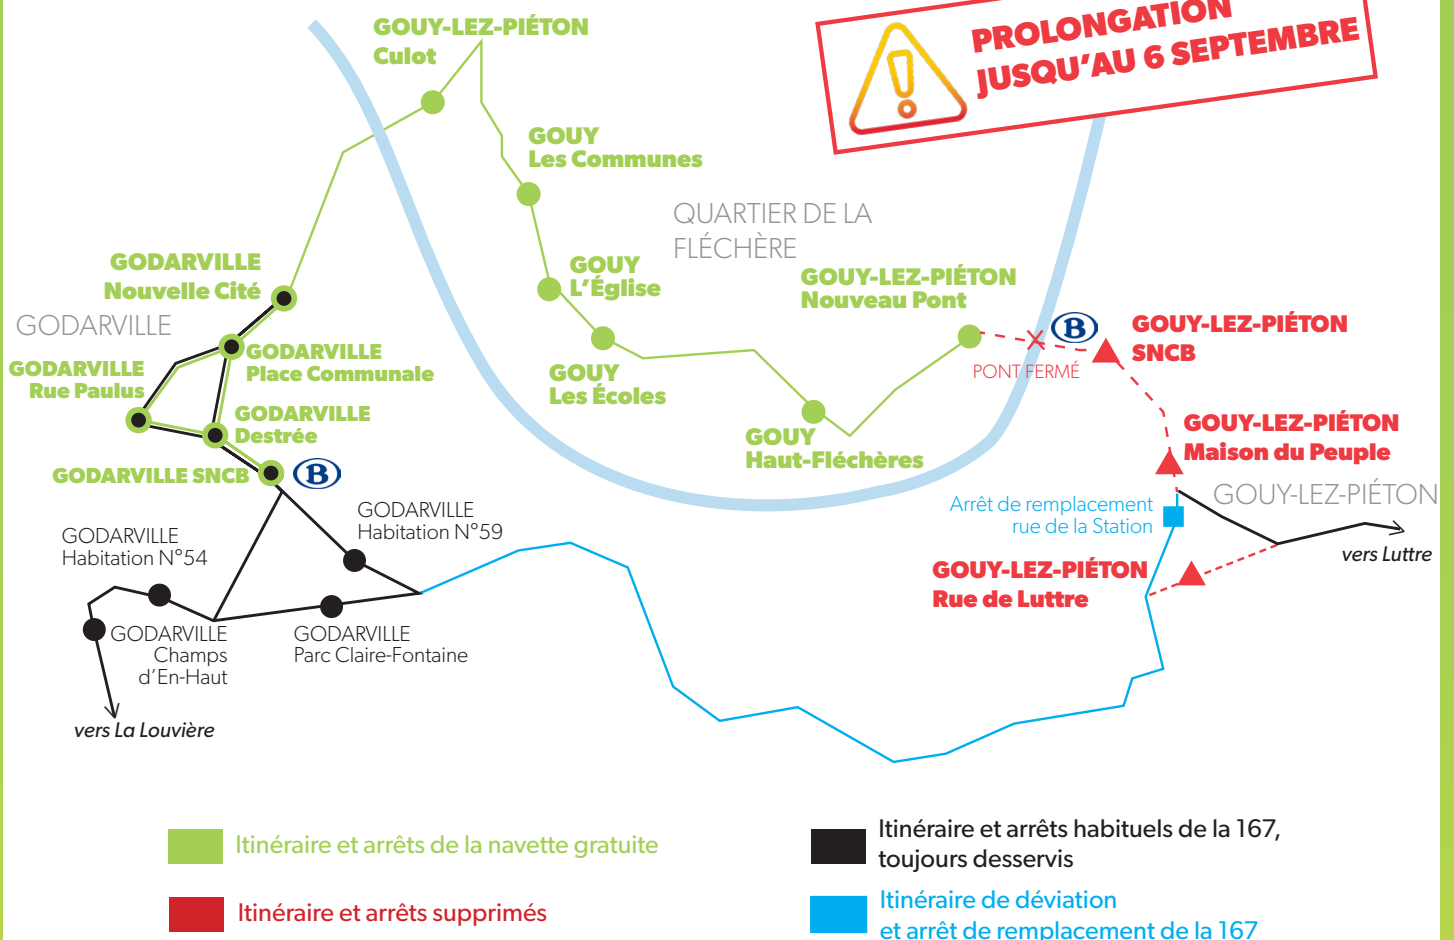 PROLONGATION
JUSQU'AU 6 SEPTEMBRE
GOUY-LEZ-PIÉTON
Culot
GOUY
Les Communes
QUARTIER DE LA
FLÉCHÈRE
GODARVILLE
Nouvelle Cité
GOUY
L'Église
GOUY-LEZ-PIÉTON
Nouveau Pont
GODARVILLE
B
GOUY-LEZ-PIÉTON
SNCB
PONT FERMÉ
GODARVILLE
Rue Paulus
GODARVILLE
Place Communale
GOUY
Les Écoles
GODARVILLE
Destrée
GOUY
Haut-Fléchères
GOUY-LEZ-PIÉTON
Maison du Peuple
GODARVILLE SNCB
B
GOUY-LEZ-PIÉTON
Arrêt de remplacement
rue de la Station
GODARVILLE
Habitation N°59
GODARVILLE
Habitation N°54
vers Luttre
GOUY-LEZ-PIÉTON
Rue de Luttre
GODARVILLE
Champs
d'En-Haut
GODARVILLE
Parc Claire-Fontaine
vers La Louvière
Itinéraire et arrêts de la navette gratuite
Itinéraire et arrêts supprimés
Itinéraire et arrêts habituels de la 167,
toujours desservis
Itinéraire de déviation
et arrêt de remplacement de la 167